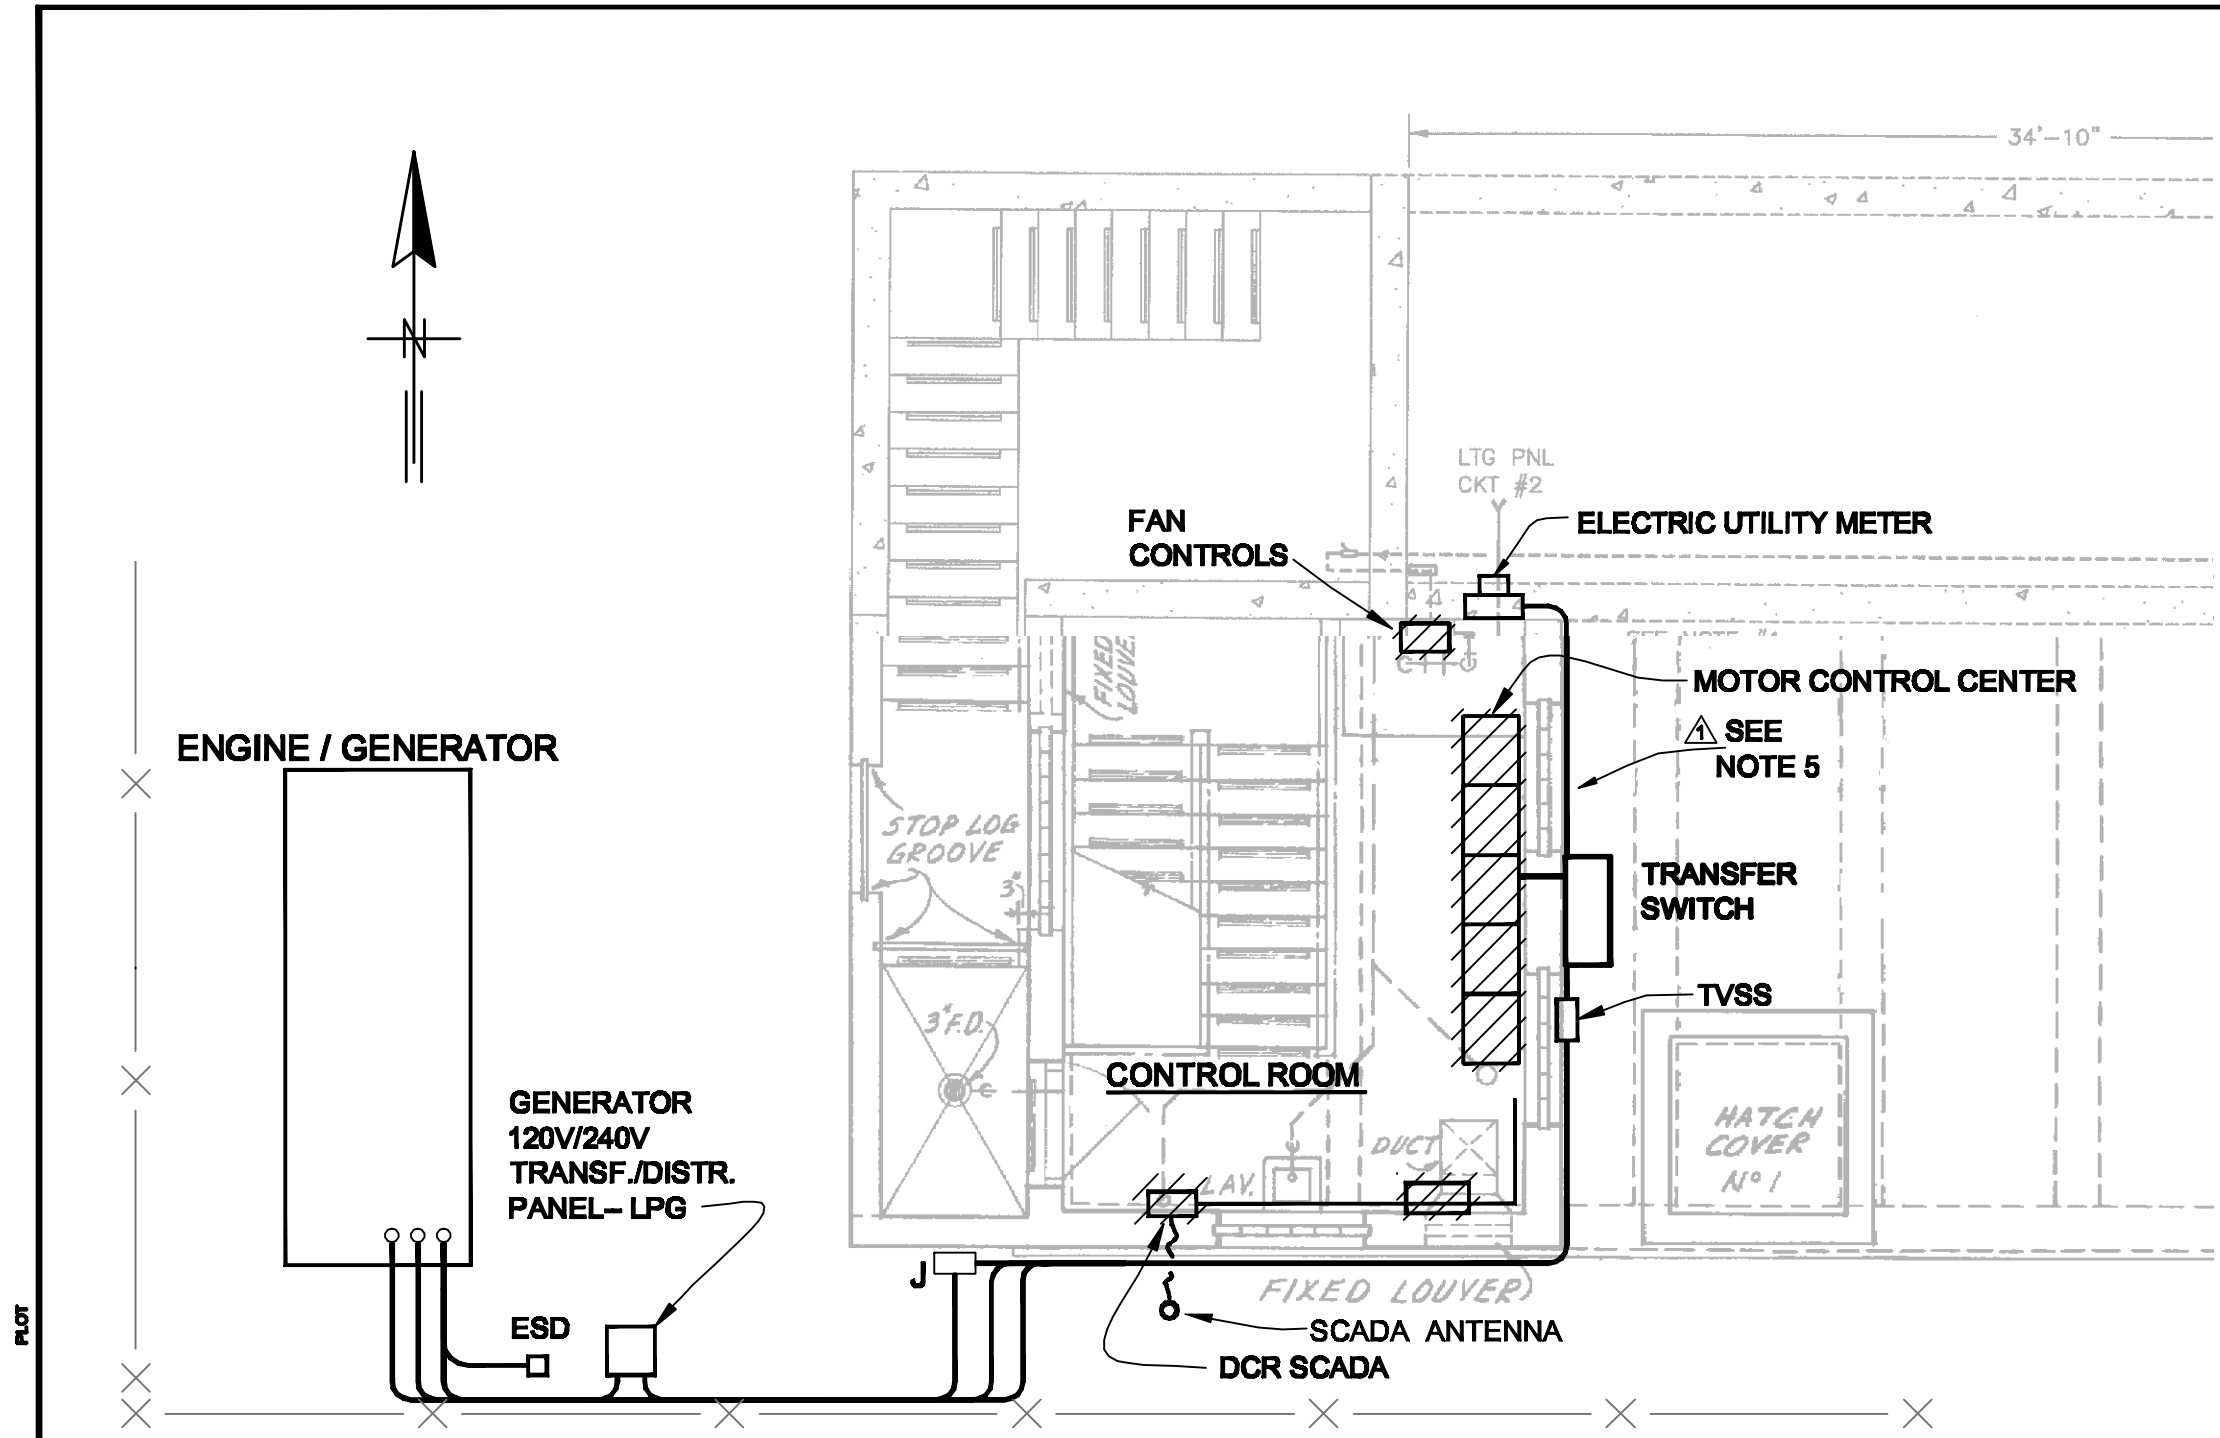 34'-10"
N
LTG PNL
CKT #2
FAN
CONTROLS
ELECTRIC UTILITY METER
FIXED
LOUVE
MOTOR CONTROL CENTER
1 SEE
NOTE 5
ENGINE / GENERATOR
STOP LOG
GROOVE
3"
TRANSFER
SWITCH
TVSS
3" F.D.
CONTROL ROOM
GENERATOR
120V/240V
TRANSF./DISTR.
PANEL– LPG
HATCH
COVER
Nº 1
DUCT
LAV.
J
FIXED LOUVER
ESD
SCADA ANTENNA
DCR SCADA
PLOT